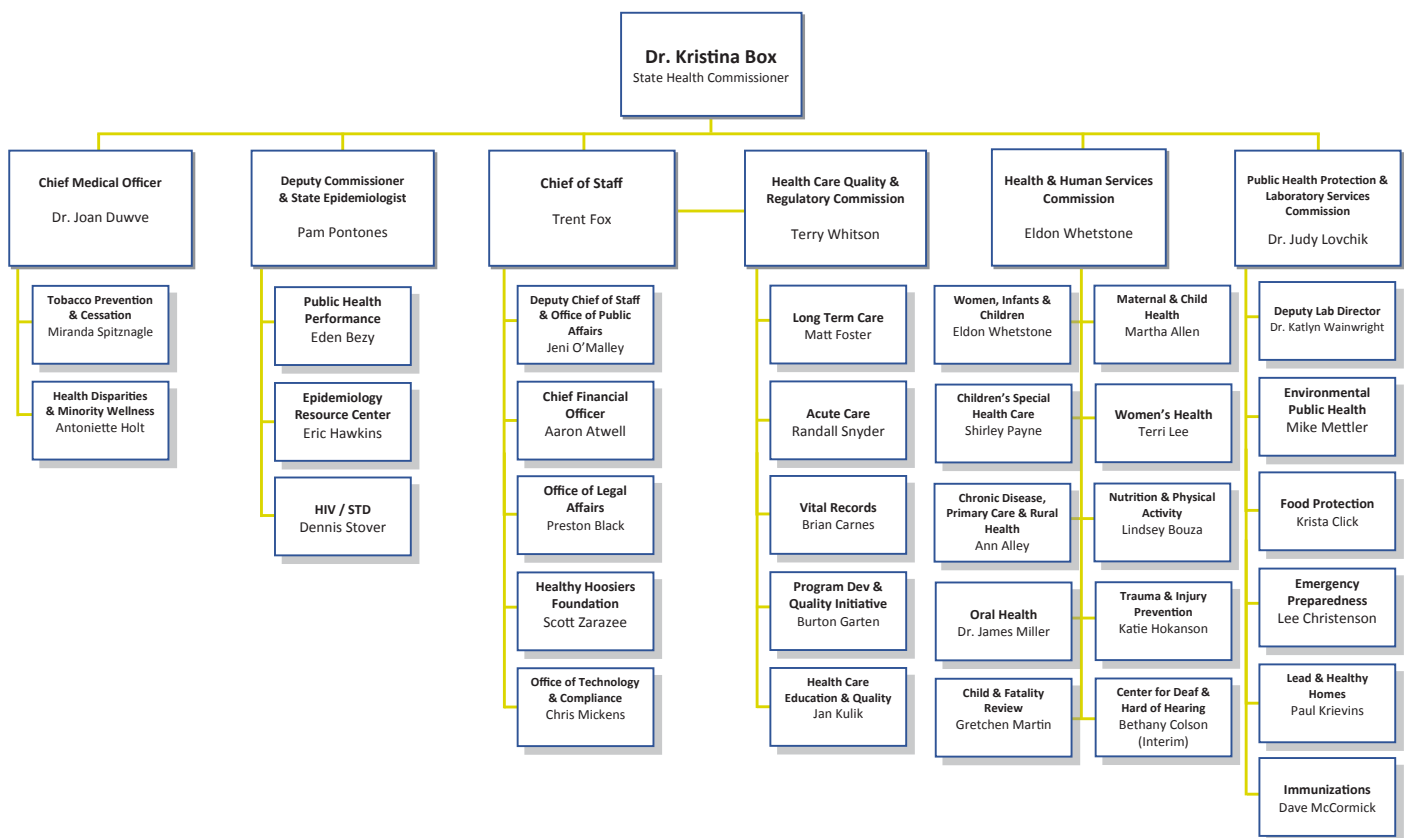 Dr. Kristina Box
State Health Commissioner
Chief Medical Officer
Dr. Joan Duwve
Tobacco Prevention
& Cessation
Miranda Spitznagle
Health Disparities
& Minority Wellness
Antoniette Holt
Deputy Commissioner
& State Epidemiologist
Pam Pontones
Public Health
Performance
Eden Bezy
Epidemiology
Resource Center
Eric Hawkins
HIV / STD
Dennis Stover
Chief of Staff
Trent Fox
Deputy Chief of Staff
& Office of Public
Affairs
Jeni O’Malley
Chief Financial
Officer
Aaron Atwell
Office of Legal
Affairs
Preston Black
Healthy Hoosiers
Foundation
Scott Zarazee
Office of Technology
& Compliance
Chris Mickens
Health Care Quality &
Regulatory Commission
Terry Whitson
Long Term Care
Matt Foster
Acute Care
Randall Snyder
Vital Records
Brian Carnes
Program Dev &
Quality Initiative
Burton Garten
Health Care
Education & Quality
Jan Kulik
Health & Human Services
Commission
Eldon Whetstone
Women, Infants &
Children
Eldon Whetstone
Maternal & Child
Health
Martha Allen
Children’s Special
Health Care
Shirley Payne
Women’s Health
Terri Lee
Chronic Disease,
Primary Care & Rural
Health
Ann Alley
Nutrition & Physical
Activity
Lindsey Bouza
Oral Health
Dr. James Miller
Trauma & Injury
Prevention
Katie Hokanson
Child & Fatality
Review
Gretchen Martin
Center for Deaf &
Hard of Hearing
Bethany Colson
(Interim)
Public Health Protection &
Laboratory Services
Commission
Dr. Judy Lovchik
Deputy Lab Director
Dr. Katlyn Wainwright
Environmental
Public Health
Mike Mettler
Food Protection
Krista Click
Emergency
Preparedness
Lee Christenson
Lead & Healthy
Homes
Paul Krievins
Immunizations
Dave McCormick